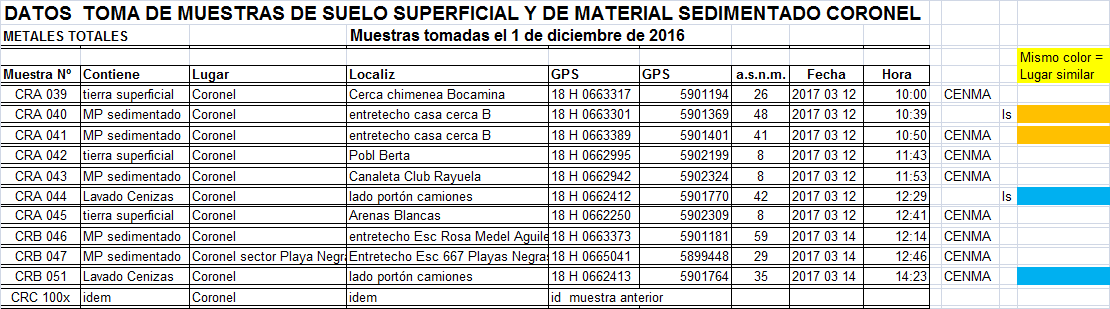 DATOS TOMA DE MUESTRAS DE SUELO SUPERFICIAL Y DE MATERIAL SEDIMENTADO CORONEL
METALES TOTALES Muestras tomadas el 1 de diciembre de 2016
Mismo color =
Lugar similar
Muestra Nº Contiene Lugar Localiz GPS GPS a.s.n.m. Fecha Hora
CRA 039 tierra superficial Coronel Cerca chimenea Bocamina 18 H 0663317 5901194 26 2017 03 12 10:00 CENMA
CRA 040 MP sedimentado Coronel entretecho casa cerca B 18 H 0663301 5901369 48 2017 03 12 10:39 Is
CRA 041 MP sedimentado Coronel entretecho casa cerca B 18 H 0663389 5901401 41 2017 03 12 10:50 CENMA
CRA 042 tierra superficial Coronel Pobl Berta 18 H 0662995 5902199 8 2017 03 12 11:43 CENMA
CRA 043 MP sedimentado Coronel Canaleta Club Rayuela 18 H 0662942 5902324 8 2017 03 12 11:53 CENMA
CRA 044 Lavado Cenizas Coronel lado portón camiones 18 H 0662412 5901770 42 2017 03 12 12:29 Is
CRA 045 tierra superficial Coronel Arenas Blancas 18 H 0662250 5902309 8 2017 03 12 12:41 CENMA
CRB 046 MP sedimentado Coronel entretecho Esc Rosa Medel Aguile 18 H 0663373 5901181 59 2017 03 14 12:14 CENMA
CRB 047 MP sedimentado Coronel sector Playa Negr Entretecho Esc 667 Playas Negras 18 H 0665041 5899448 29 2017 03 14 12:46 CENMA
CRB 051 Lavado Cenizas Coronel lado portón camiones 18 H 0662413 5901764 35 2017 03 14 14:23 CENMA
CRC 100x idem Coronel idem id muestra anterior